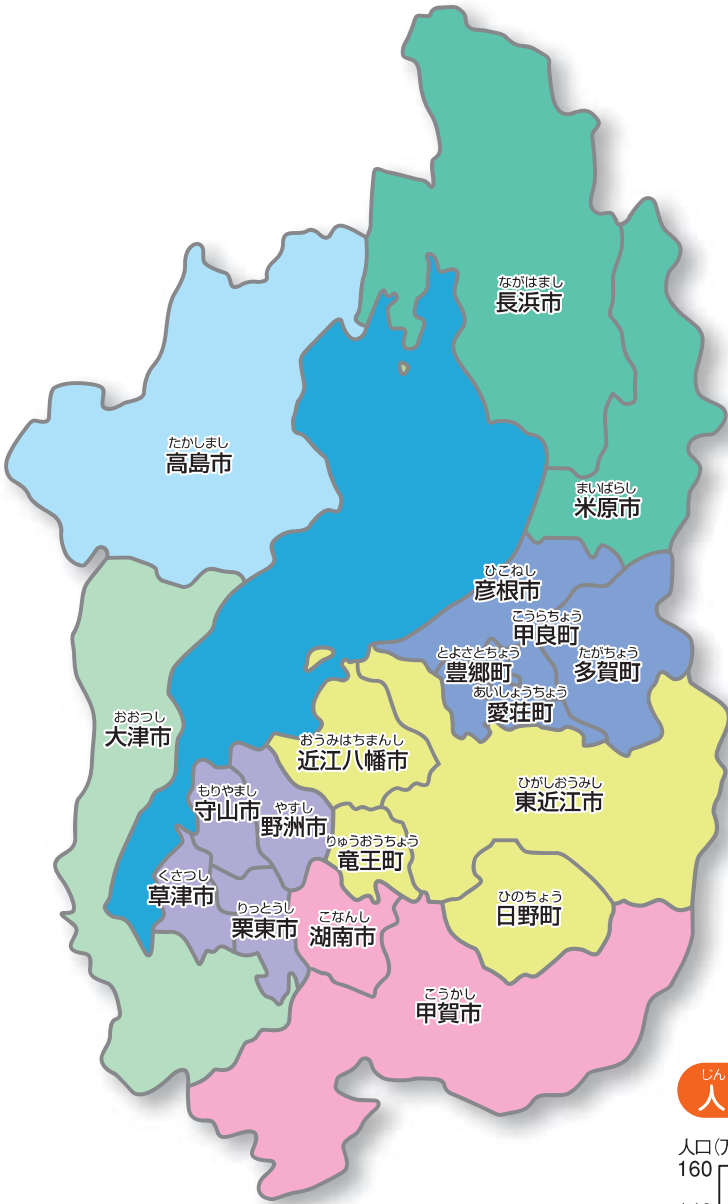 ながはまし
長浜市
たかしまし
高島市
まいばらし
米原市
ひこねし
彦根市
こうらちょう
甲良町
とよさとちょう
豊郷町
たがちょう
多賀町
あいしょうちょう
愛荘町
おおつし
大津市
おうみはちまんし
近江八幡市
ひがしおうみし
東近江市
もりやまし
守山市
やすし
野洲市
りゅうおうちょう
竜王町
くさつし
草津市
りっとうし
栗東市
こなんし
湖南市
ひのちょう
日野町
こうかし
甲賀市
じん
人
人口(
160